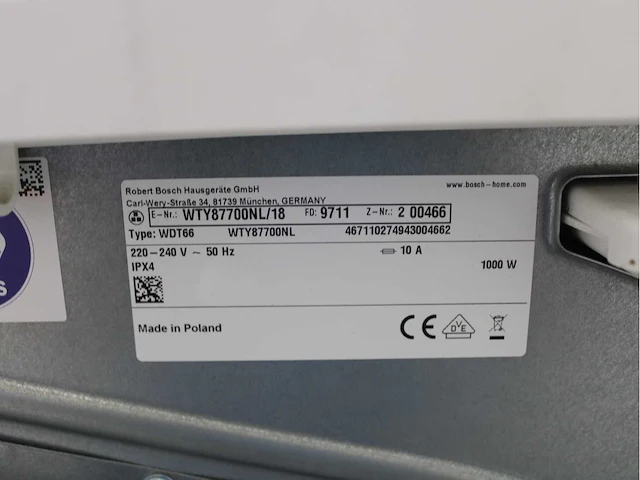 Robert Bosch Hausgeräte GmbH www.bosch-home.com
Carl-Wery-Straße 34, 81739 München, GERMANY
E-Nr.: WTY87700NL/18 FD: 9711 Z-Nr.: 2 00466
Type: WDT66 WTY87700NL 467110274943004662
220-240 V ~ 50 Hz 10 A
IPX4 1000 W
Made in Poland CE DVE
S